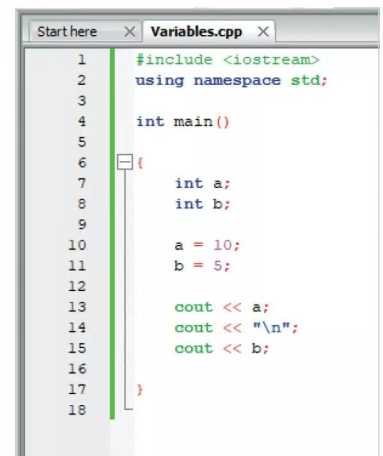 Start here × Variables.cpp ×
1 #include <iostream>
2 using namespace std;
3
4 int main()
5
6 {
7 int a;
8 int b;
9
10 a = 10;
11 b = 5;
12
13 cout << a;
14 cout << "\n";
15 cout << b;
16
17 }
18